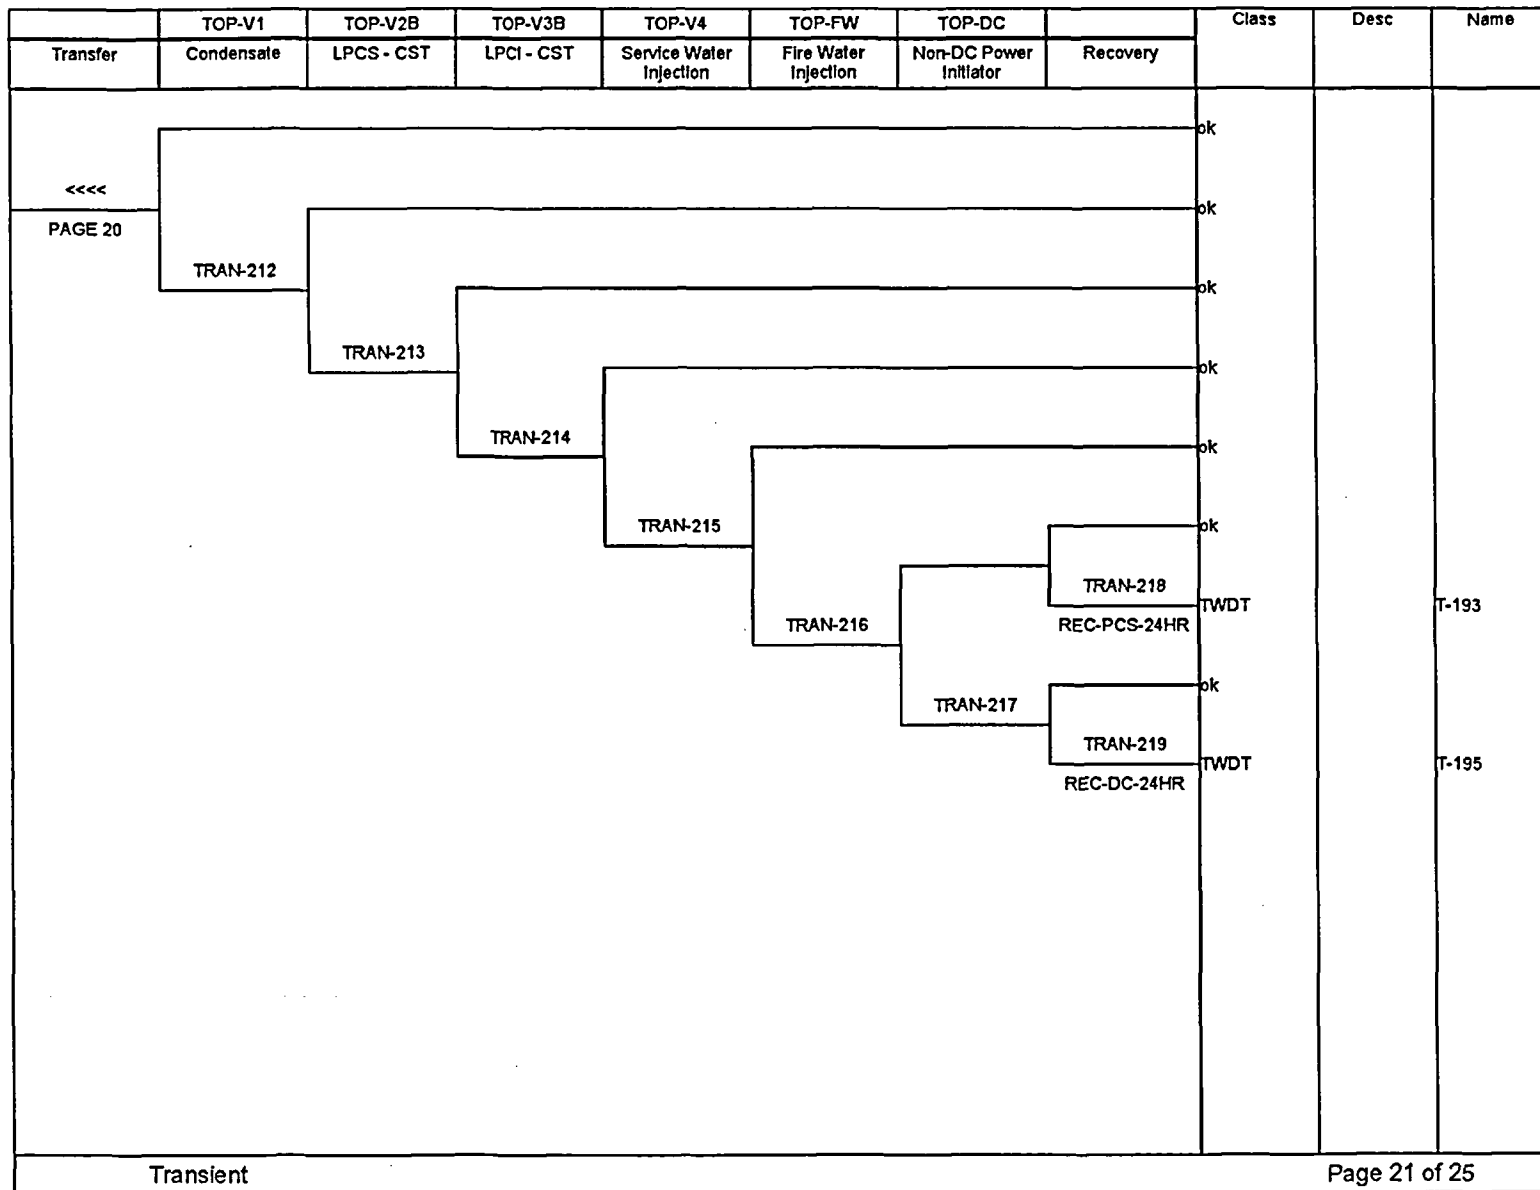 TOP-V1 TOP-V2B TOP-V3B TOP-V4 TOP-FW TOP-DC Class Desc Name
Transfer Condensate LPCS - CST LPCI - CST Service Water Injection Fire Water Injection Non-DC Power Initiator Recovery
ok
<<<<
ok
PAGE 20
TRAN-212
ok
TRAN-213
ok
TRAN-214
ok
TRAN-215
ok
TRAN-218
TWDT T-193
TRAN-216
REC-PCS-24HR
ok
TRAN-217
TRAN-219
TWDT T-195
REC-DC-24HR
Transient Page 21 of 25